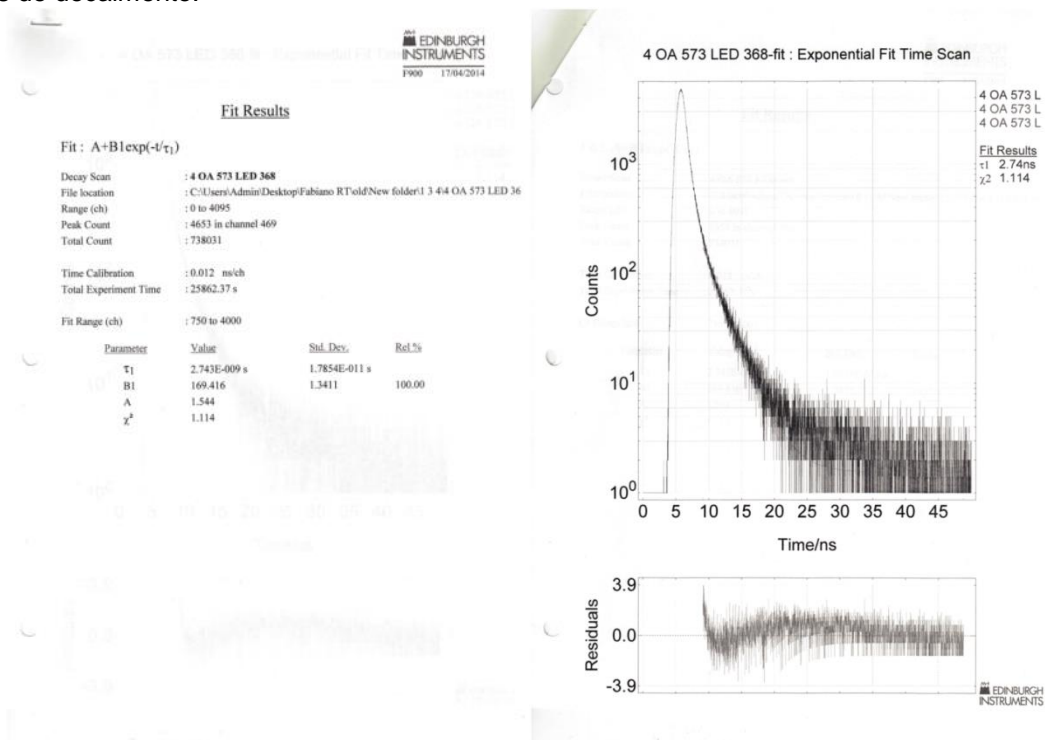 de decaimento.
EDINBURGH
INSTRUMENTS
F900 17/04/2014
Fit Results
Fit : A+B1exp(-t/τ1)
Decay Scan : 4 OA 573 LED 368
File location : C:\Users\Admin\Desktop\Fabiano RT\old\New folder\1 3 4\4 OA 573 LED 36
Range (ch) : 0 to 4095
Peak Count : 4653 in channel 469
Total Count : 738031
Time Calibration : 0.012 ns/ch
Total Experiment Time : 25862.37 s
Fit Range (ch) : 750 to 4000
Parameter Value Std. Dev. Rel %
τ1 2.743E-009 s 1.7854E-011 s
B1 169.416 1.3411 100.00
A 1.544
χ² 1.114
4 OA 573 LED 368-fit : Exponential Fit Time Scan
4 OA 573 L
4 OA 573 L
4 OA 573 L
Fit Results
τ1 2.74ns
χ2 1.114
Counts
10³
10²
10¹
10⁰
0 5 10 15 20 25 30 35 40 45
Time/ns
Residuals
3.9
0.0
-3.9
EDINBURGH
INSTRUMENTS